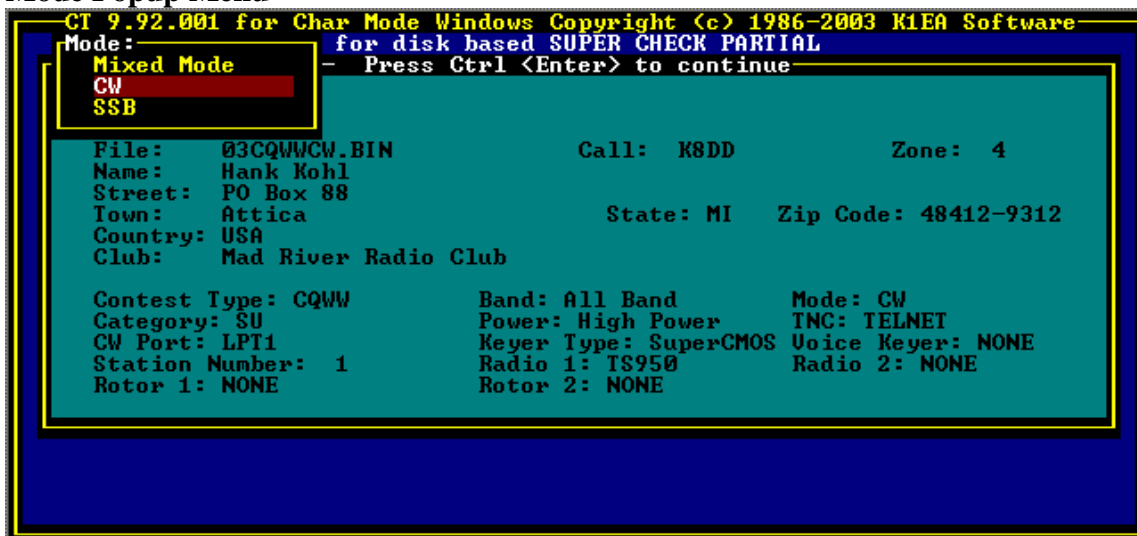 Mode Popup Menu
CT 9.92.001 for Char Mode Windows Copyright (c) 1986-2003 K1EA Software
Mode: for disk based SUPER CHECK PARTIAL
Mixed Mode - Press Ctrl <Enter> to continue
CW
SSB
File: 03CQWWCW.BIN Call: K8DD Zone: 4
Name: Hank Kohl
Street: PO Box 88
Town: Attica State: MI Zip Code: 48412-9312
Country: USA
Club: Mad River Radio Club
Contest Type: CQWW Band: All Band Mode: CW
Category: SU Power: High Power TNC: TELNET
CW Port: LPT1 Keyer Type: SuperCMOS Voice Keyer: NONE
Station Number: 1 Radio 1: TS950 Radio 2: NONE
Rotor 1: NONE Rotor 2: NONE